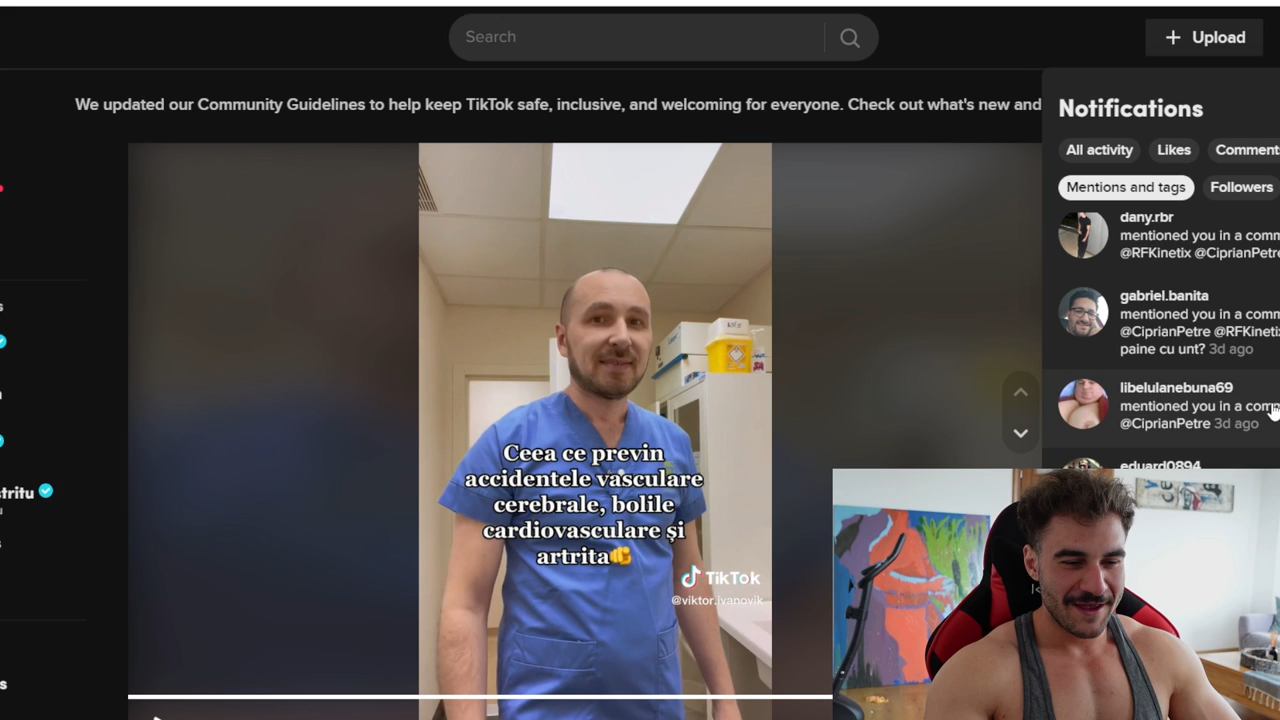 Search
Upload
We updated our Community Guidelines to help keep TikTok safe, inclusive, and welcoming for everyone. Check out what's new and
Notifications
All activity
Likes
Comments
Mentions and tags
Followers
dany.rbr
mentioned you in a comm
@RFKinetix @CiprianPetre
gabriel.banita
mentioned you in a comm
@CiprianPetre @RFKinetix
paine cu unt? 3d ago
libelulanebuna69
mentioned you in a com
@CiprianPetre 3d ago
eduard0894
stritu
Ceea ce previn
accidentele vasculare
cerebrale, bolile
cardiovasculare și
artrita
TikTok
@viktor.ivanovik